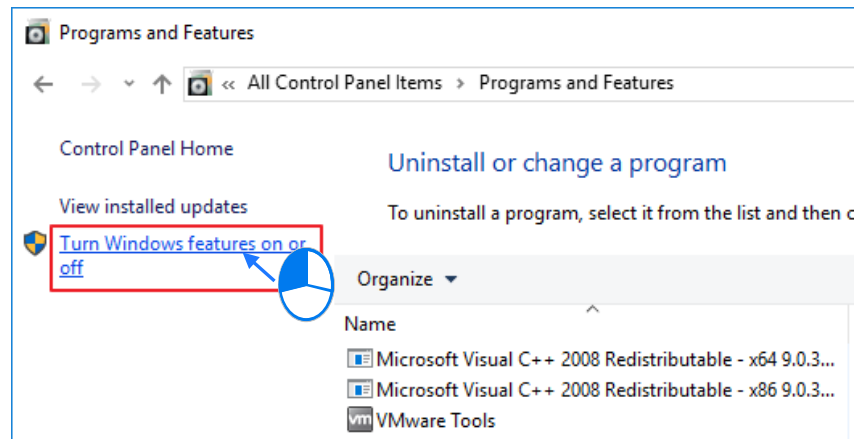 Programs and Features
« All Control Panel Items > Programs and Features
Control Panel Home
View installed updates
Turn Windows features on or
off
Uninstall or change a program
To uninstall a program, select it from the list and then
Organize
Name
Microsoft Visual C++ 2008 Redistributable - x64 9.0.3...
Microsoft Visual C++ 2008 Redistributable - x86 9.0.3...
vm VMware Tools